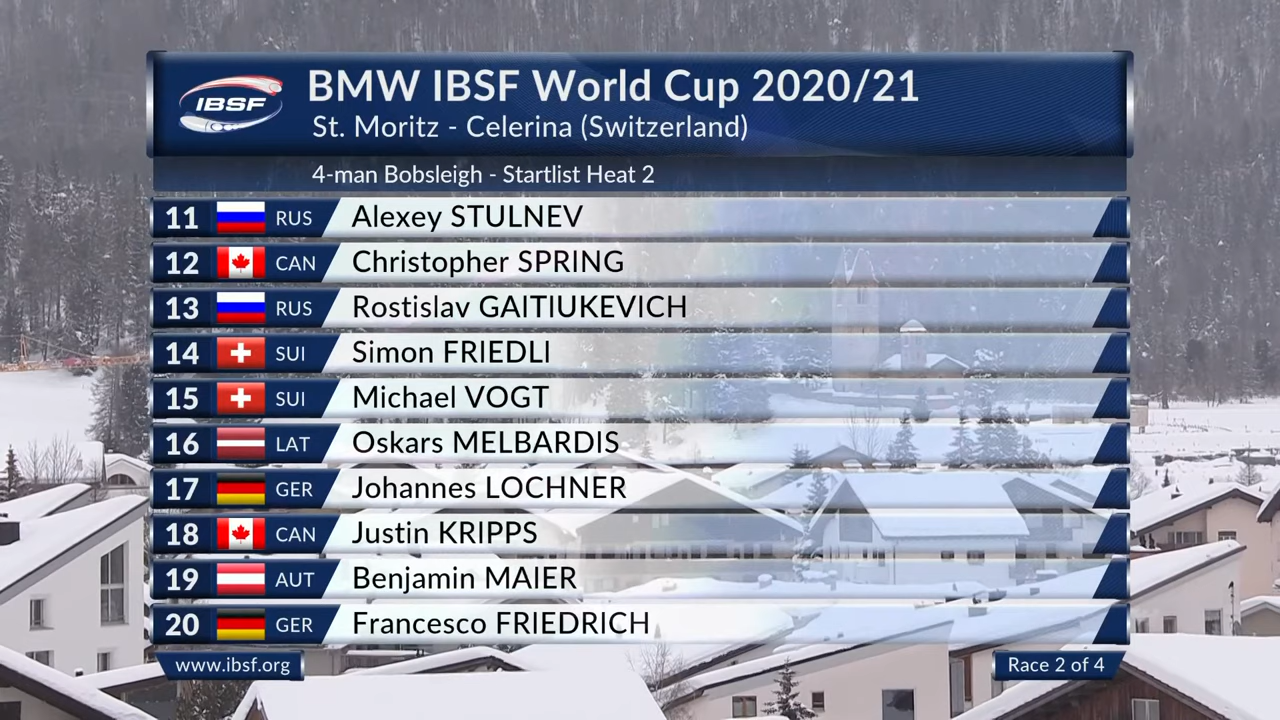 IBSF
BMW IBSF World Cup 2020/21
St. Moritz - Celerina (Switzerland)
4-man Bobsleigh - Startlist Heat 2
11 RUS Alexey STULNEV
12 CAN Christopher SPRING
13 RUS Rostislav GAITIUKEVICH
14 SUI Simon FRIEDLI
15 SUI Michael VOGT
16 LAT Oskars MELBARDIS
17 GER Johannes LOCHNER
18 CAN Justin KRIPPS
19 AUT Benjamin MAIER
20 GER Francesco FRIEDRICH
www.ibsf.org Race 2 of 4